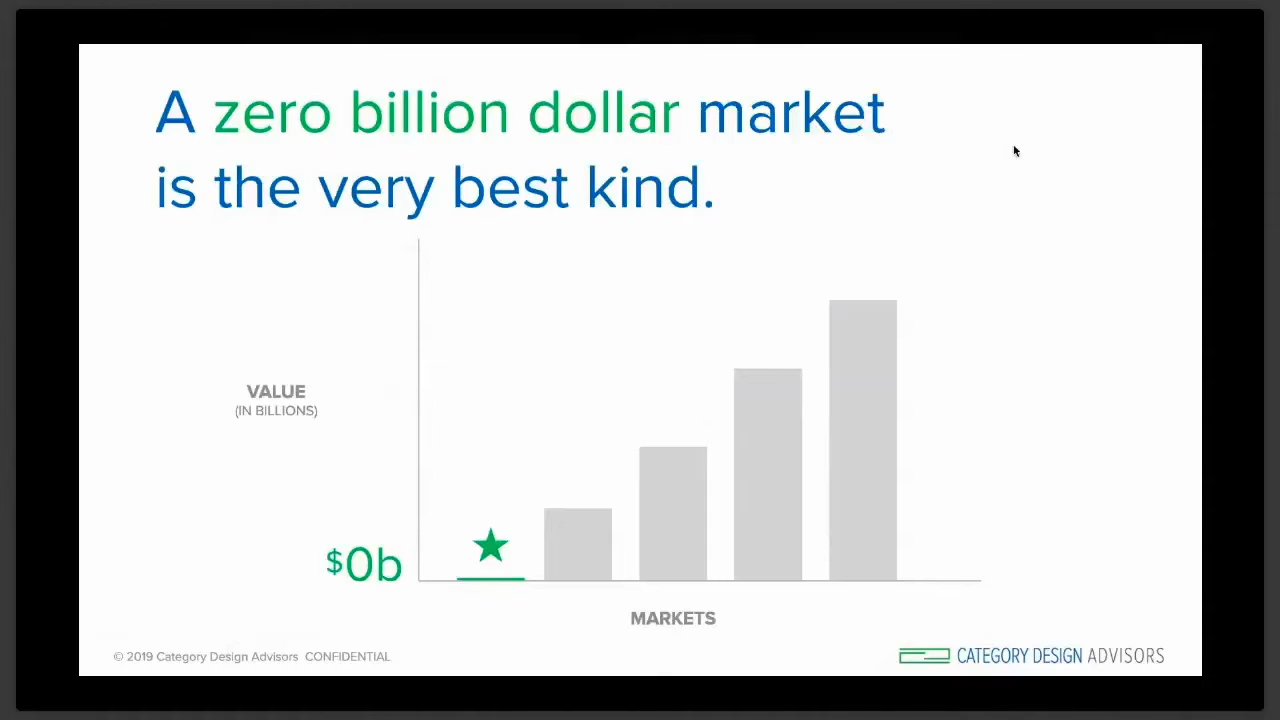 A zero billion dollar market
is the very best kind.
VALUE
(IN BILLIONS)
$0b
MARKETS
© 2019 Category Design Advisors CONFIDENTIAL
CATEGORY DESIGN ADVISORS